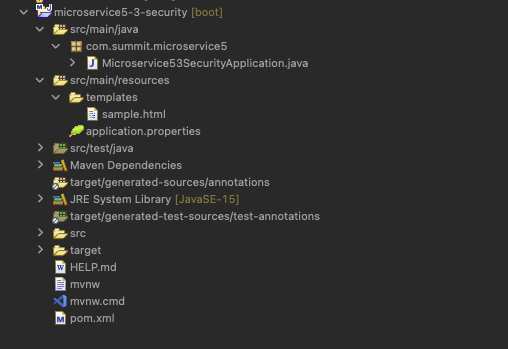 microservice5-3-security [boot]
src/main/java
com.summit.microservice5
Microservice53SecurityApplication.java
src/main/resources
templates
sample.html
application.properties
src/test/java
Maven Dependencies
target/generated-sources/annotations
JRE System Library [JavaSE-15]
target/generated-test-sources/test-annotations
src
target
HELP.md
mvnw
mvnw.cmd
pom.xml